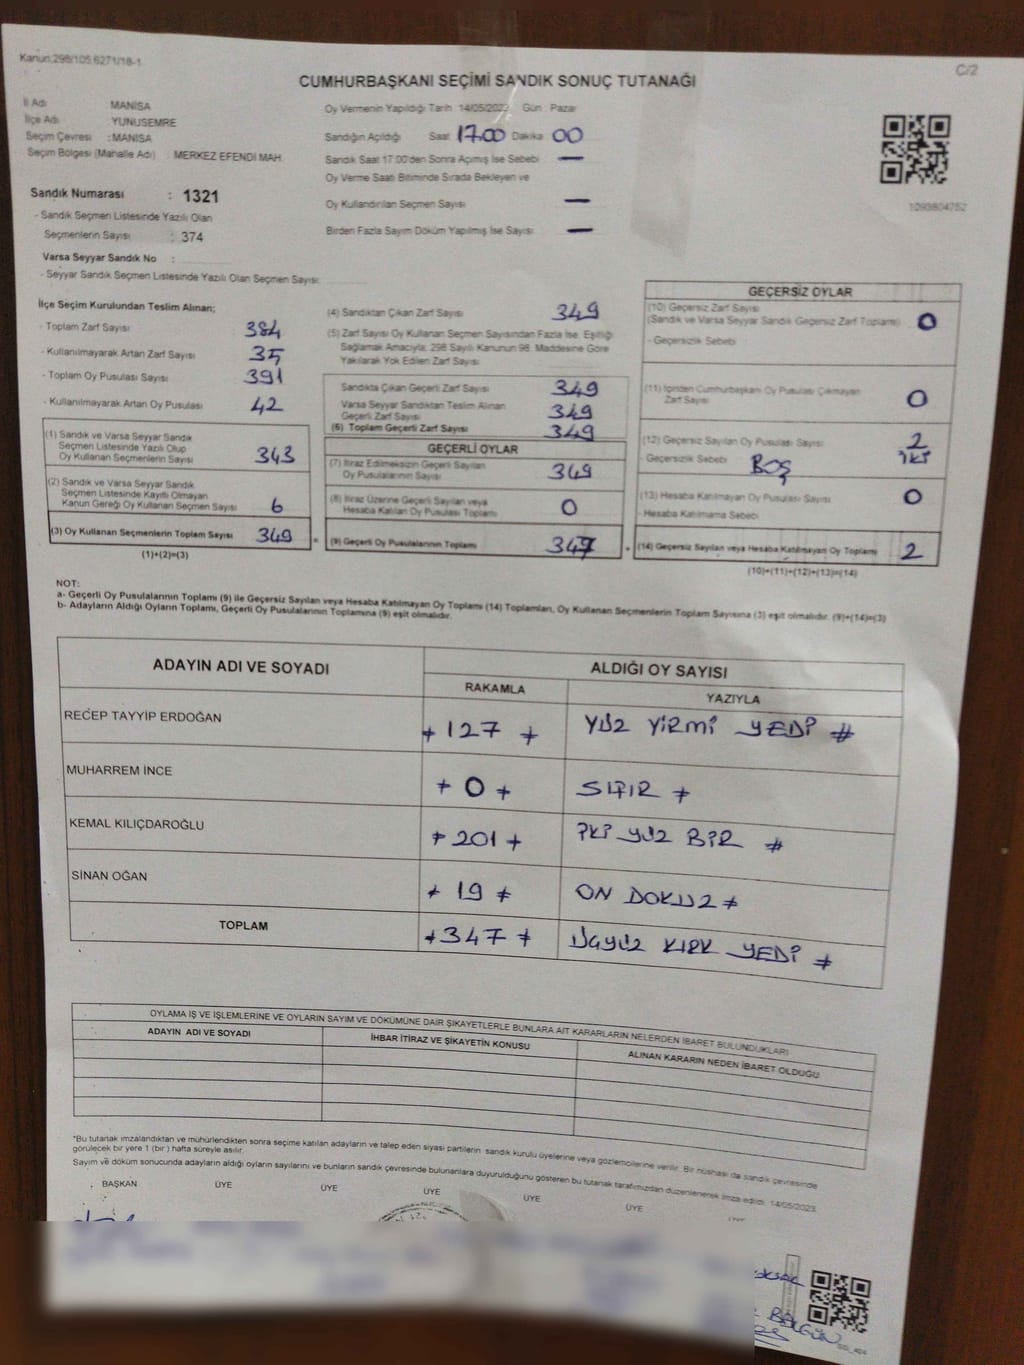 Kanun:298/105 6271/18-1
C/2
CUMHURBAŞKANI SEÇİMİ SANDIK SONUÇ TUTANAĞI
İl Adı MANİSA
İlçe Adı YUNUSEMRE
Seçim Çevresi : MANİSA
Seçim Bölgesi (Mahalle Adı) MERKEZ EFENDİ MAH.
Sandık Numarası : 1321
- Sandık Seçmen Listesinde Yazılı Olan
Seçmenlerin Sayısı : 374
Varsa Seyyar Sandık No :
- Seyyar Sandık Seçmen Listesinde Yazılı Olan Seçmen Sayısı:
Oy Vermenin Yapıldığı Tarih 14/05/2023 Gün Pazar
Sandığın Açıldığı Saat 17.00 Dakika 00
Sandık Saat 17:00'den Sonra Açımış İse Sebebi —
Oy Verme Saati Bitiminde Sırada Bekleyen ve
Oy Kullandırılan Seçmen Sayısı —
Birden Fazla Sayım Döküm Yapılmış İse Sayısı —
1093804752
İlçe Seçim Kurulundan Teslim Alınan;
- Toplam Zarf Sayısı 384
- Kullanılmayarak Artan Zarf Sayısı 35
- Toplam Oy Pusulası Sayısı 391
- Kullanılmayarak Artan Oy Pusulası 42
(1) Sandık ve Varsa Seyyar Sandık
Seçmen Listesinde Yazılı Olup
Oy Kullanan Seçmenlerin Sayısı 343
(2) Sandık ve Varsa Seyyar Sandık
Seçmen Listesinde Kayıtlı Olmayan
Kanun Gereği Oy Kullanan Seçmen Sayısı 6
(3) Oy Kullanan Seçmenlerin Toplam Sayısı 349
(1)+(2)=(3)
(4) Sandıktan Çıkan Zarf Sayısı 349
(5) Zarf Sayısı Oy Kullanan Seçmen Sayısından Fazla İse, Eşitliği
Sağlamak Amacıyla, 298 Sayılı Kanunun 98. Maddesine Göre
Yakılarak Yok Edilen Zarf Sayısı
Sandıkta Çıkan Geçerli Zarf Sayısı 349
Varsa Seyyar Sandıktan Teslim Alınan
Geçerli Zarf Sayısı 349
(6) Toplam Geçerli Zarf Sayısı 349
GEÇERLİ OYLAR
(7) İtiraz Edilmeksizin Geçerli Sayılan
Oy Pusulalarının Sayısı 349
(8) İtiraz Üzerine Geçerli Sayılan veya
Hesaba Katılan Oy Pusulası Toplamı 0
= (9) Geçerli Oy Pusulalarının Toplamı 347 +
GEÇERSİZ OYLAR
(10) Geçersiz Zarf Sayısı
(Sandık ve Varsa Seyyar Sandık Geçersiz Zarf Toplamı) 0
- Geçersizlik Sebebi
(11) İçinden Cumhurbaşkanı Oy Pusulası Çıkmayan
Zarf Sayısı 0
(12) Geçersiz Sayılan Oy Pusulası Sayısı 2
Geçersizlik Sebebi BOŞ İKİ
(13) Hesaba Katılmayan Oy Pusulası Sayısı 0
- Hesaba Katılmama Sebebi
(14) Geçersiz Sayılan veya Hesaba Katılmayan Oy Toplamı 2
(10)+(11)+(12)+(13)=(14)
NOT:
a- Geçerli Oy Pusulalarının Toplamı (9) ile Geçersiz Sayılan veya Hesaba Katılmayan Oy Toplamı (14) Toplamları, Oy Kullanan Seçmenlerin Toplam Sayısına (3) eşit olmalıdır. (9)+(14)=(3)
b- Adayların Aldığı Oyların Toplamı, Geçerli Oy Pusulalarının Toplamına (9) eşit olmalıdır.
ADAYIN ADI VE SOYADI ALDIĞI OY SAYISI
RAKAMLA YAZIYLA
RECEP TAYYİP ERDOĞAN 127 YÜZ YİRMİ YEDİ
MUHARREM İNCE 0 SIFIR
KEMAL KILIÇDAROĞLU 201 İKİ YÜZ BİR
SİNAN OĞAN 19 ON DOKUZ
TOPLAM 347 ÜÇYÜZ KIRK YEDİ
OYLAMA İŞ VE İŞLEMLERİNE VE OYLARIN SAYIM VE DÖKÜMÜNE DAİR ŞİKAYETLERLE BUNLARA AİT KARARLARIN NELERDEN İBARET BULUNDUKLARI
ADAYIN ADI VE SOYADI İHBAR İTİRAZ VE ŞİKAYETİN KONUSU ALINAN KARARIN NEDEN İBARET OLDUĞU
*Bu tutanak imzalandıktan ve mühürlendikten sonra seçime katılan adayların ve talep eden siyasi partilerin sandık kurulu üyelerine veya gözlemcilerine verilir. Bir nüshası da sandık çevresinde
görülecek bir yere 1 (bir) hafta süreyle asılır.
Sayım ve döküm sonucunda adayların aldığı oyların sayılarını ve bunların sandık çevresinde bulunanlara duyurulduğunu gösteren bu tutanak tarafımızdan düzenlenerek imza edildi. 14/05/2023
BAŞKAN ÜYE ÜYE ÜYE ÜYE ÜYE ÜYE